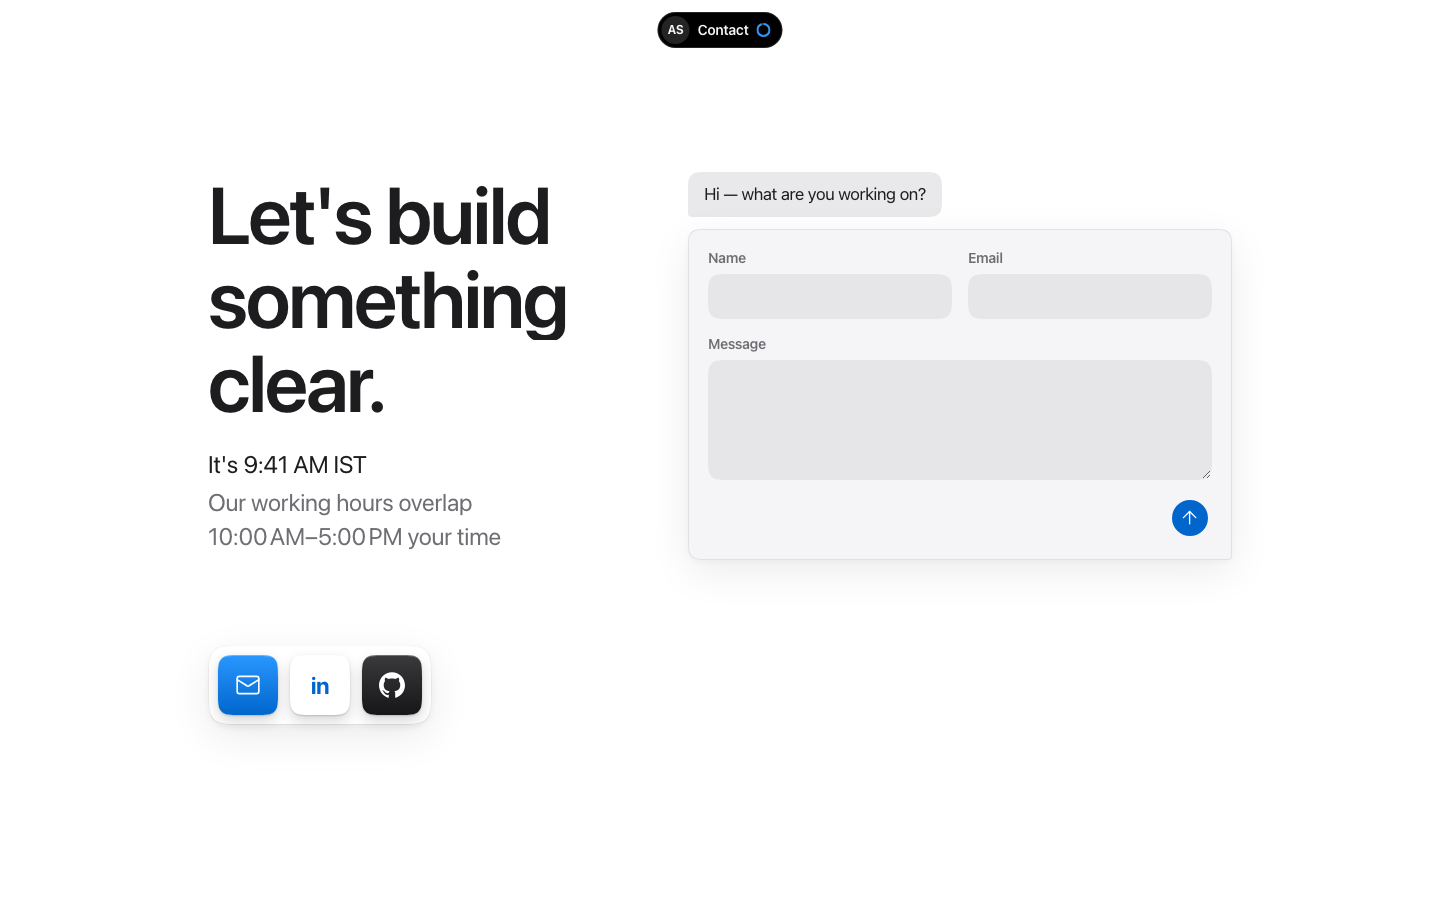 AS Contact
Let's build
something
clear.
It's 9:41 AM IST
Our working hours overlap
10:00 AM–5:00 PM your time
in
Hi — what are you working on?
Name
Email
Message